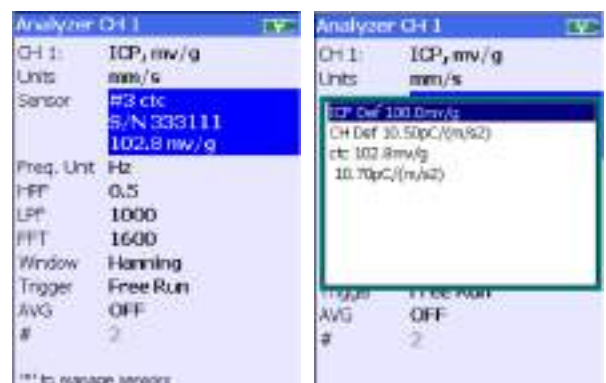 Analyzer CH 1
CH 1: ICP, mv/g
Units mm/s
Sensor #3 ctc
S/N 333111
102.8 mv/g
Freq. Unit Hz
HPF 0.5
LPF 1000
FFT 1600
Window Hanning
Trigger Free Run
AVG OFF
# 2
to manage sensors
Analyzer CH 1
CH 1: ICP, mv/g
Units mm/s
ICP Def 100.0mv/g
CH Def 10.50pC/(m/s2)
ctc 102.8mv/g
10.70pC/(m/s2)
Trigger Free Run
AVG OFF
# 2